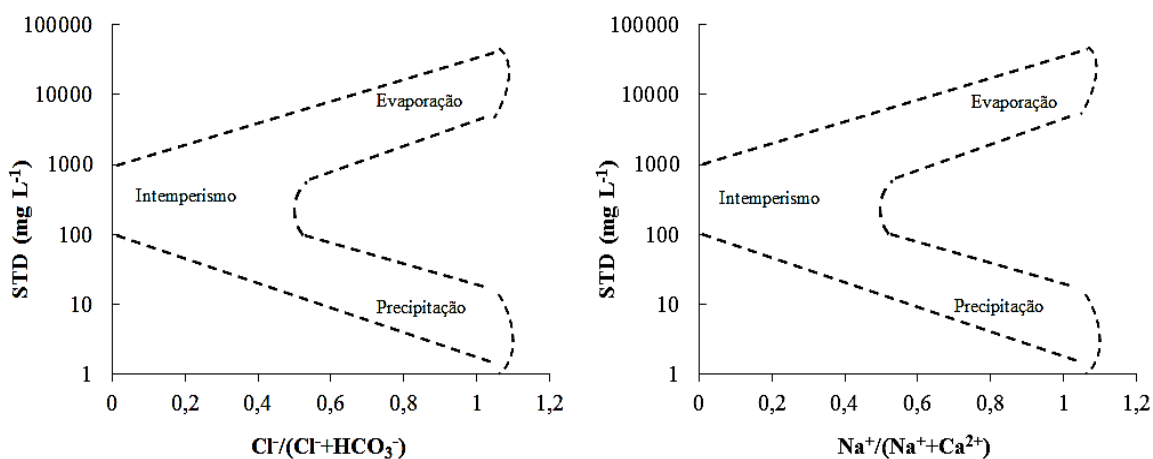 100000
10000
1000
100
10
1
STD (mg L⁻¹)
Evaporação
Intemperismo
Precipitação
0 0,2 0,4 0,6 0,8 1 1,2
Cl⁻/(Cl⁻+HCO₃⁻)
100000
10000
1000
100
10
1
STD (mg L⁻¹)
Evaporação
Intemperismo
Precipitação
0 0,2 0,4 0,6 0,8 1 1,2
Na⁺/(Na⁺+Ca²⁺)